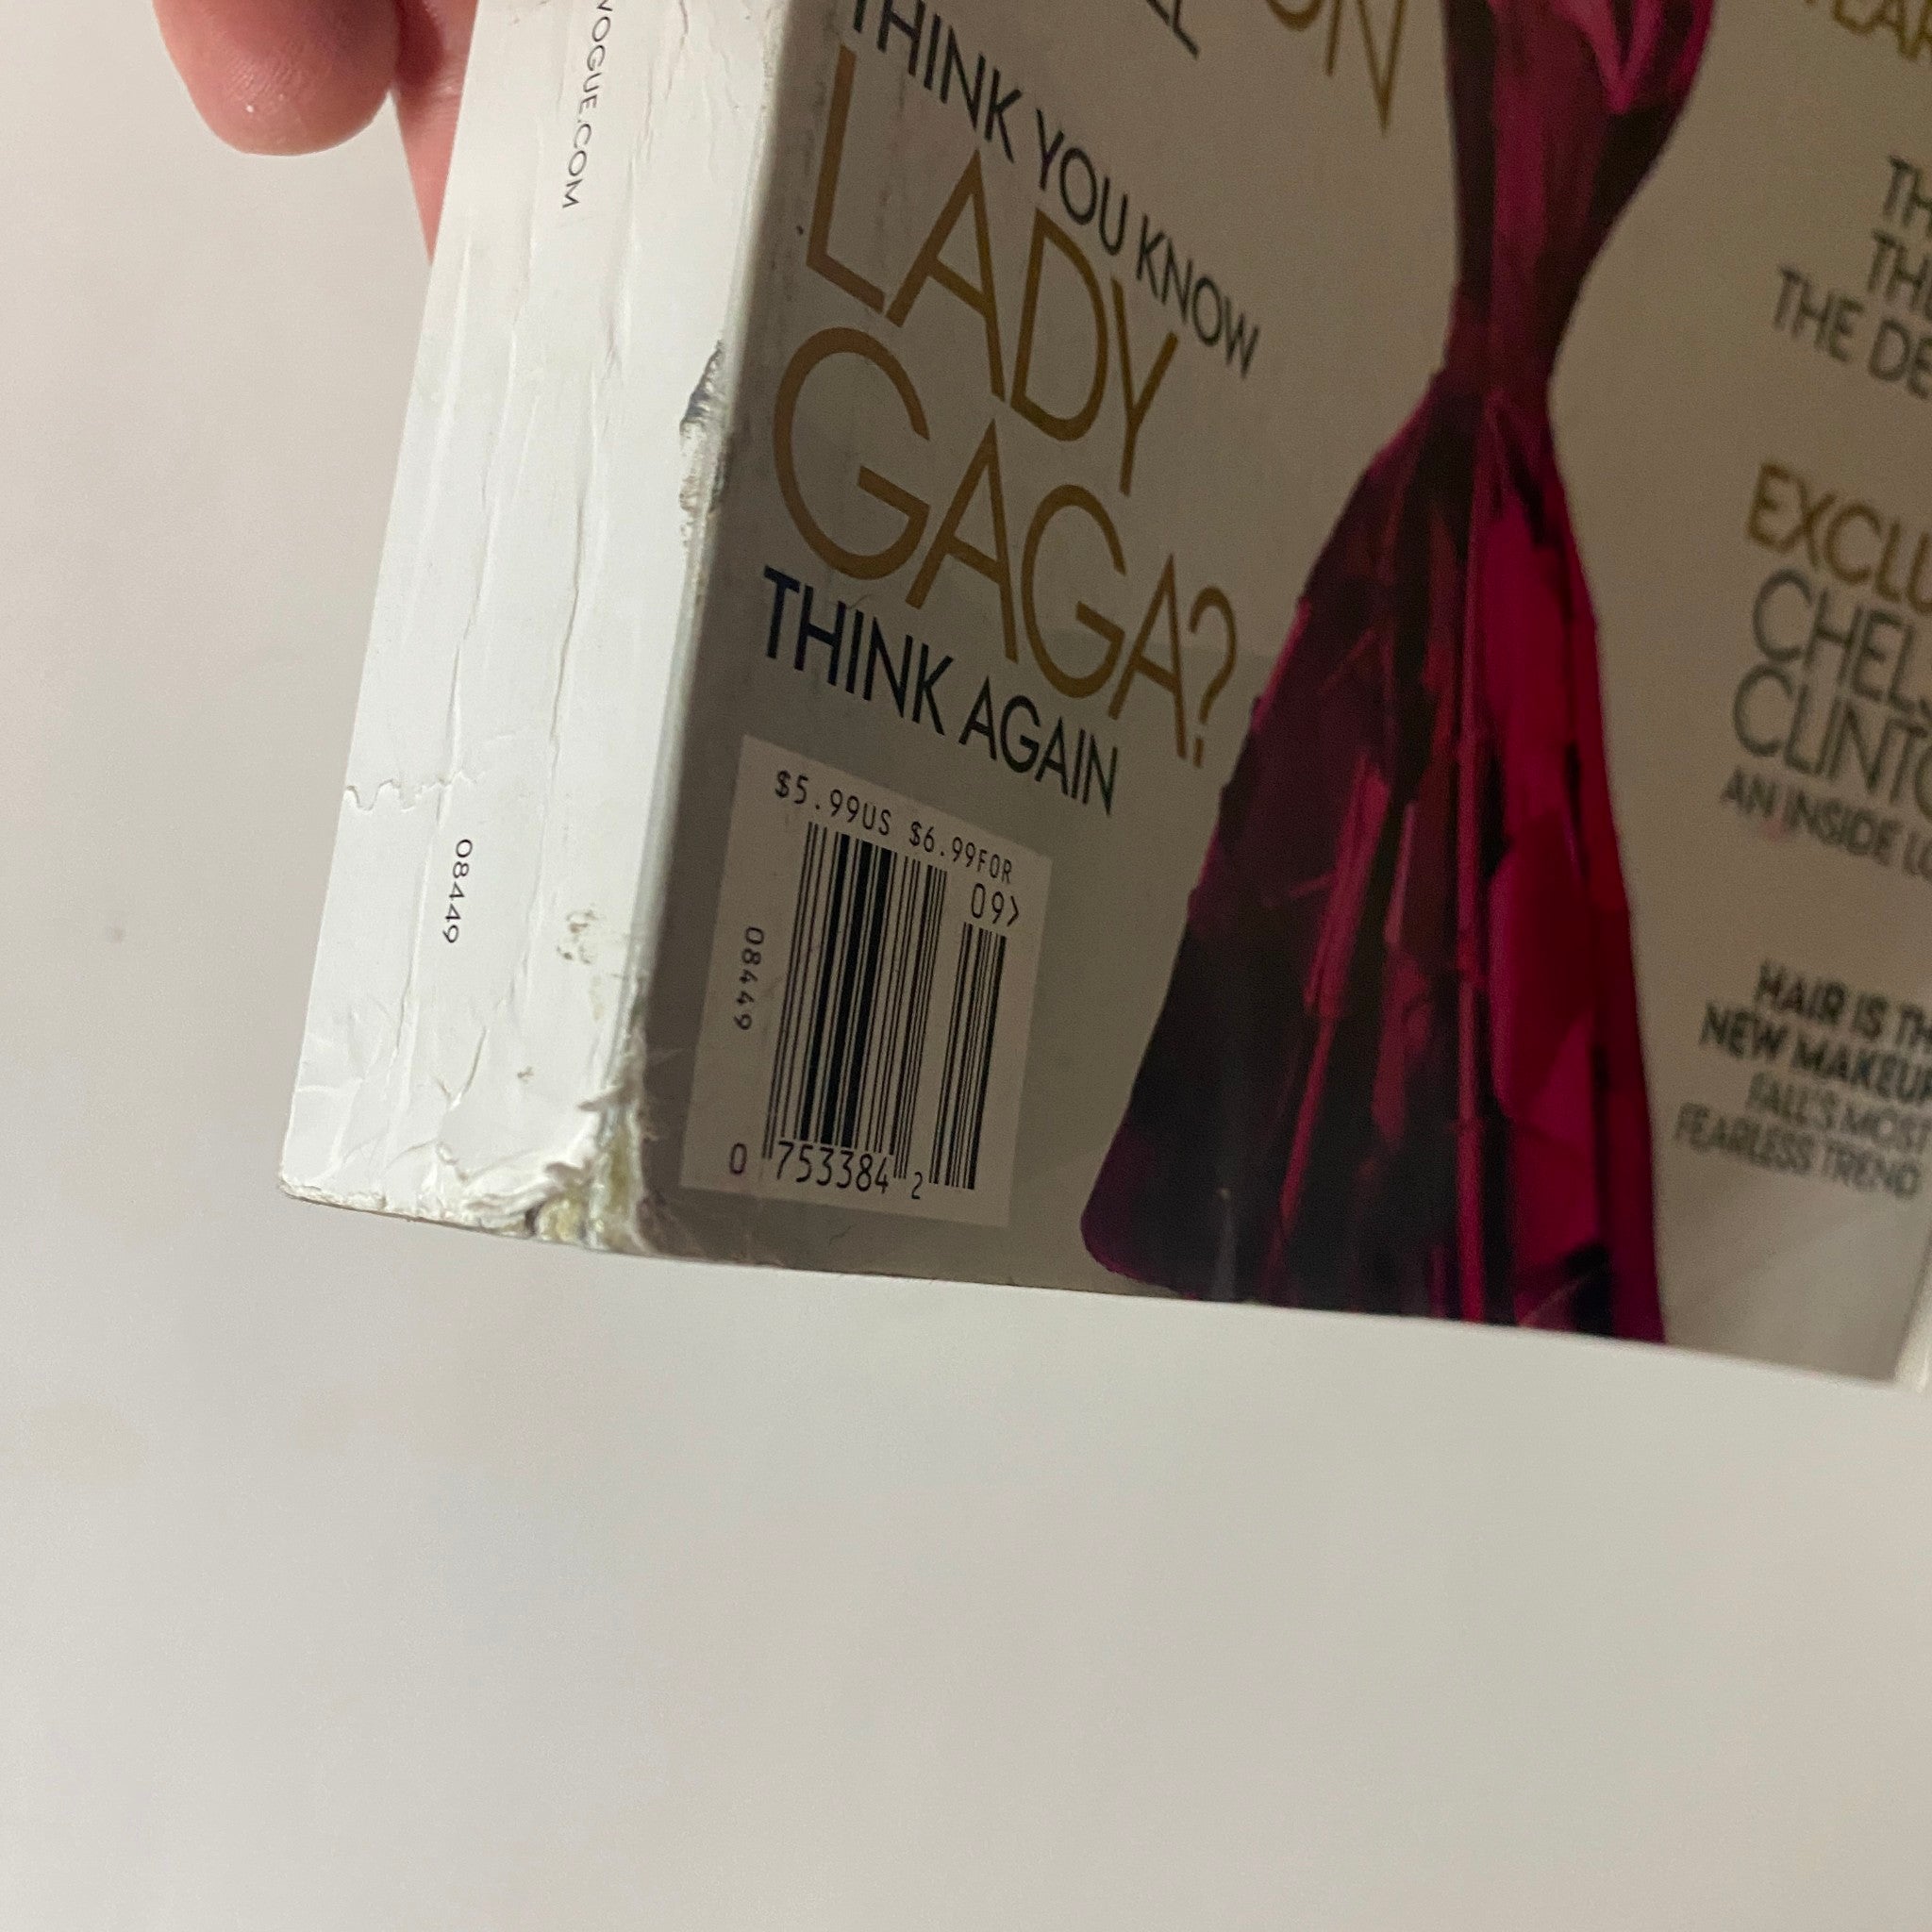 VOGUE.COM
08449
THINK YOU KNOW
LADY
GAGA?
THINK AGAIN
$5.99US $6.99FOR
09>
08449
0 753384 2
THE DE
EXCLU
CHEL
CLINTO
AN INSIDE LO
HAIR IS TH
NEW MAKEUP
FALL'S MOST
FEARLESS TREND